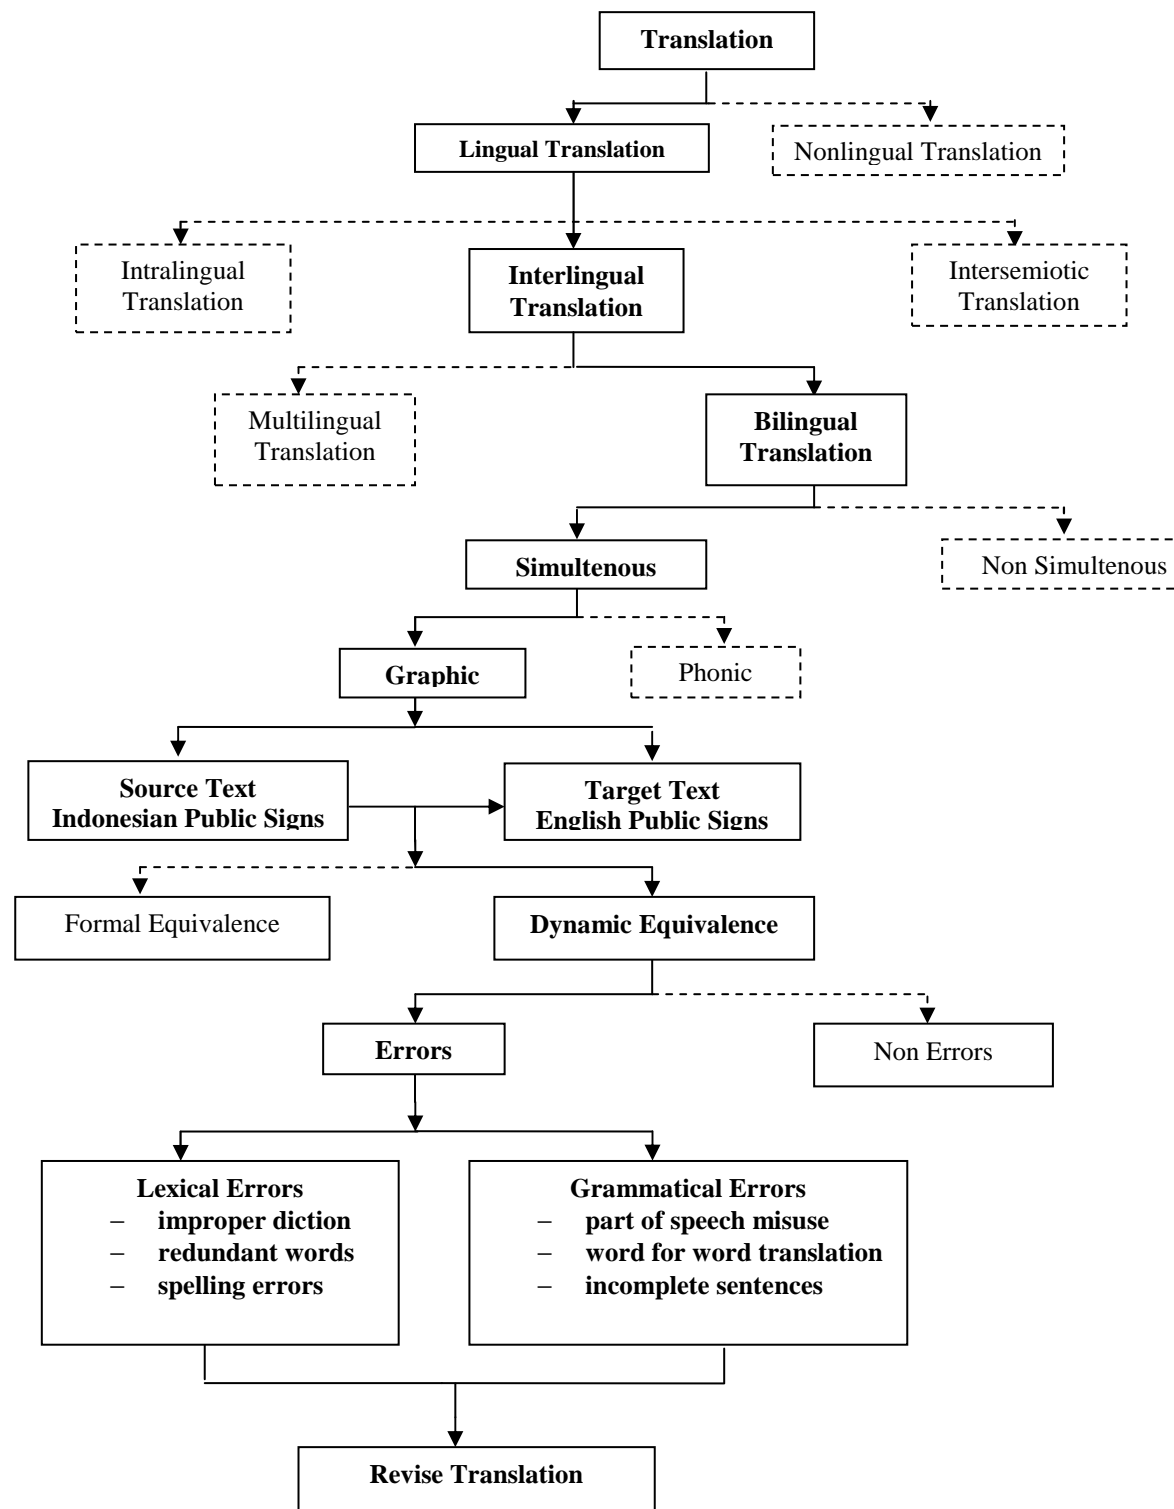 Translation
Lingual Translation
Nonlingual Translation
Intralingual
Translation
Interlingual
Translation
Intersemiotic
Translation
Multilingual
Translation
Bilingual
Translation
Simultenous
Non Simultenous
Graphic
Phonic
Source Text
Indonesian Public Signs
Target Text
English Public Signs
Formal Equivalence
Dynamic Equivalence
Errors
Non Errors
Lexical Errors
– improper diction
– redundant words
– spelling errors
Grammatical Errors
– part of speech misuse
– word for word translation
– incomplete sentences
Revise Translation